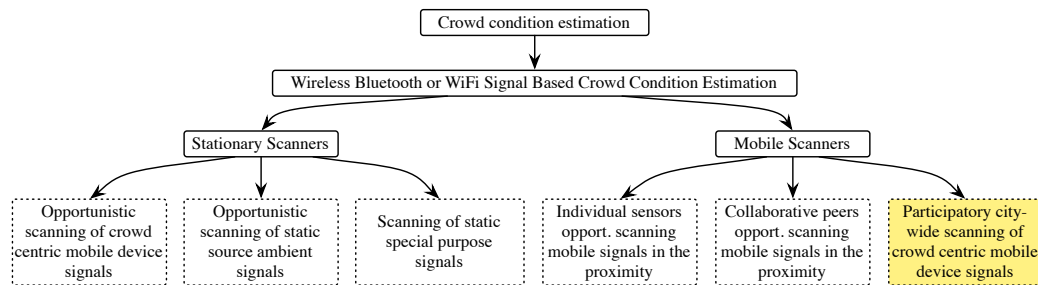 Crowd condition estimation
Wireless Bluetooth or WiFi Signal Based Crowd Condition Estimation
Stationary Scanners
Mobile Scanners
Opportunistic
scanning of crowd
centric mobile device
signals
Opportunistic
scanning of static
source ambient
signals
Scanning of static
special purpose
signals
Individual sensors
opport. scanning
mobile signals in the
proximity
Collaborative peers
opport. scanning
mobile signals in the
proximity
Participatory city-
wide scanning of
crowd centric mobile
device signals